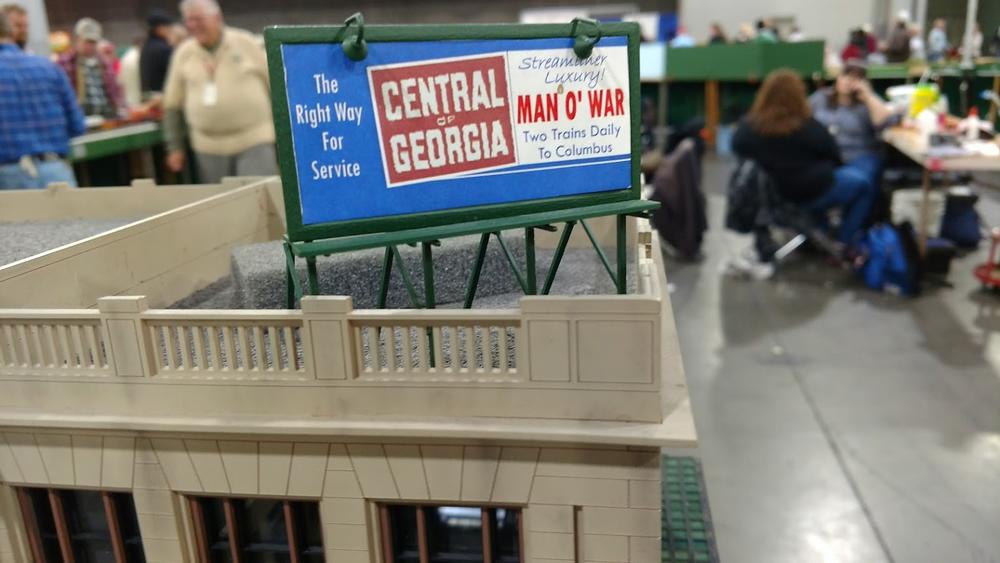 The
Right Way
For
Service
CENTRAL
OF
GEORGIA
Streamliner
Luxury!
MAN O' WAR
Two Trains Daily
To Columbus